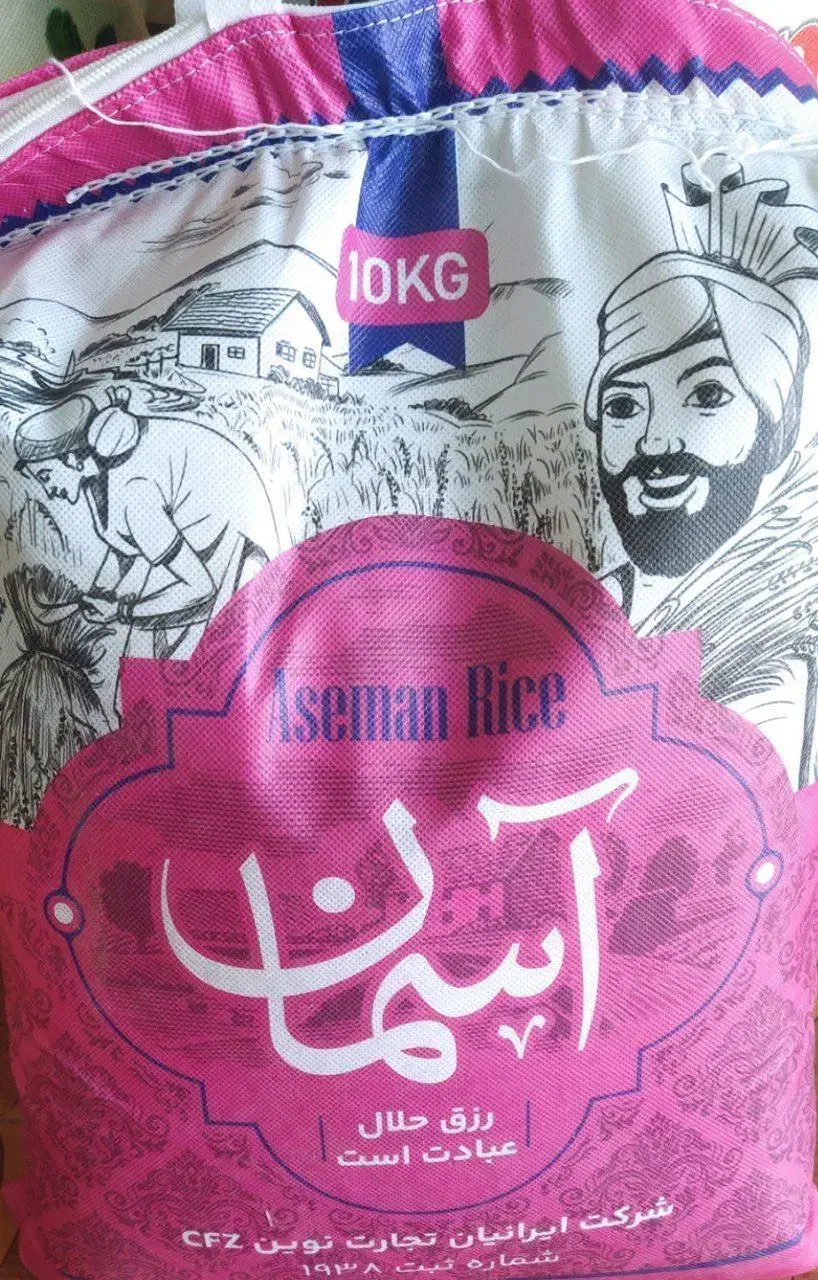 10KG
Aseman Rice
آسمان
رزق حلال
عبادت است
شرکت ایرانیان تجارت نوین CFZ
شماره ثبت ۱۹۳۸